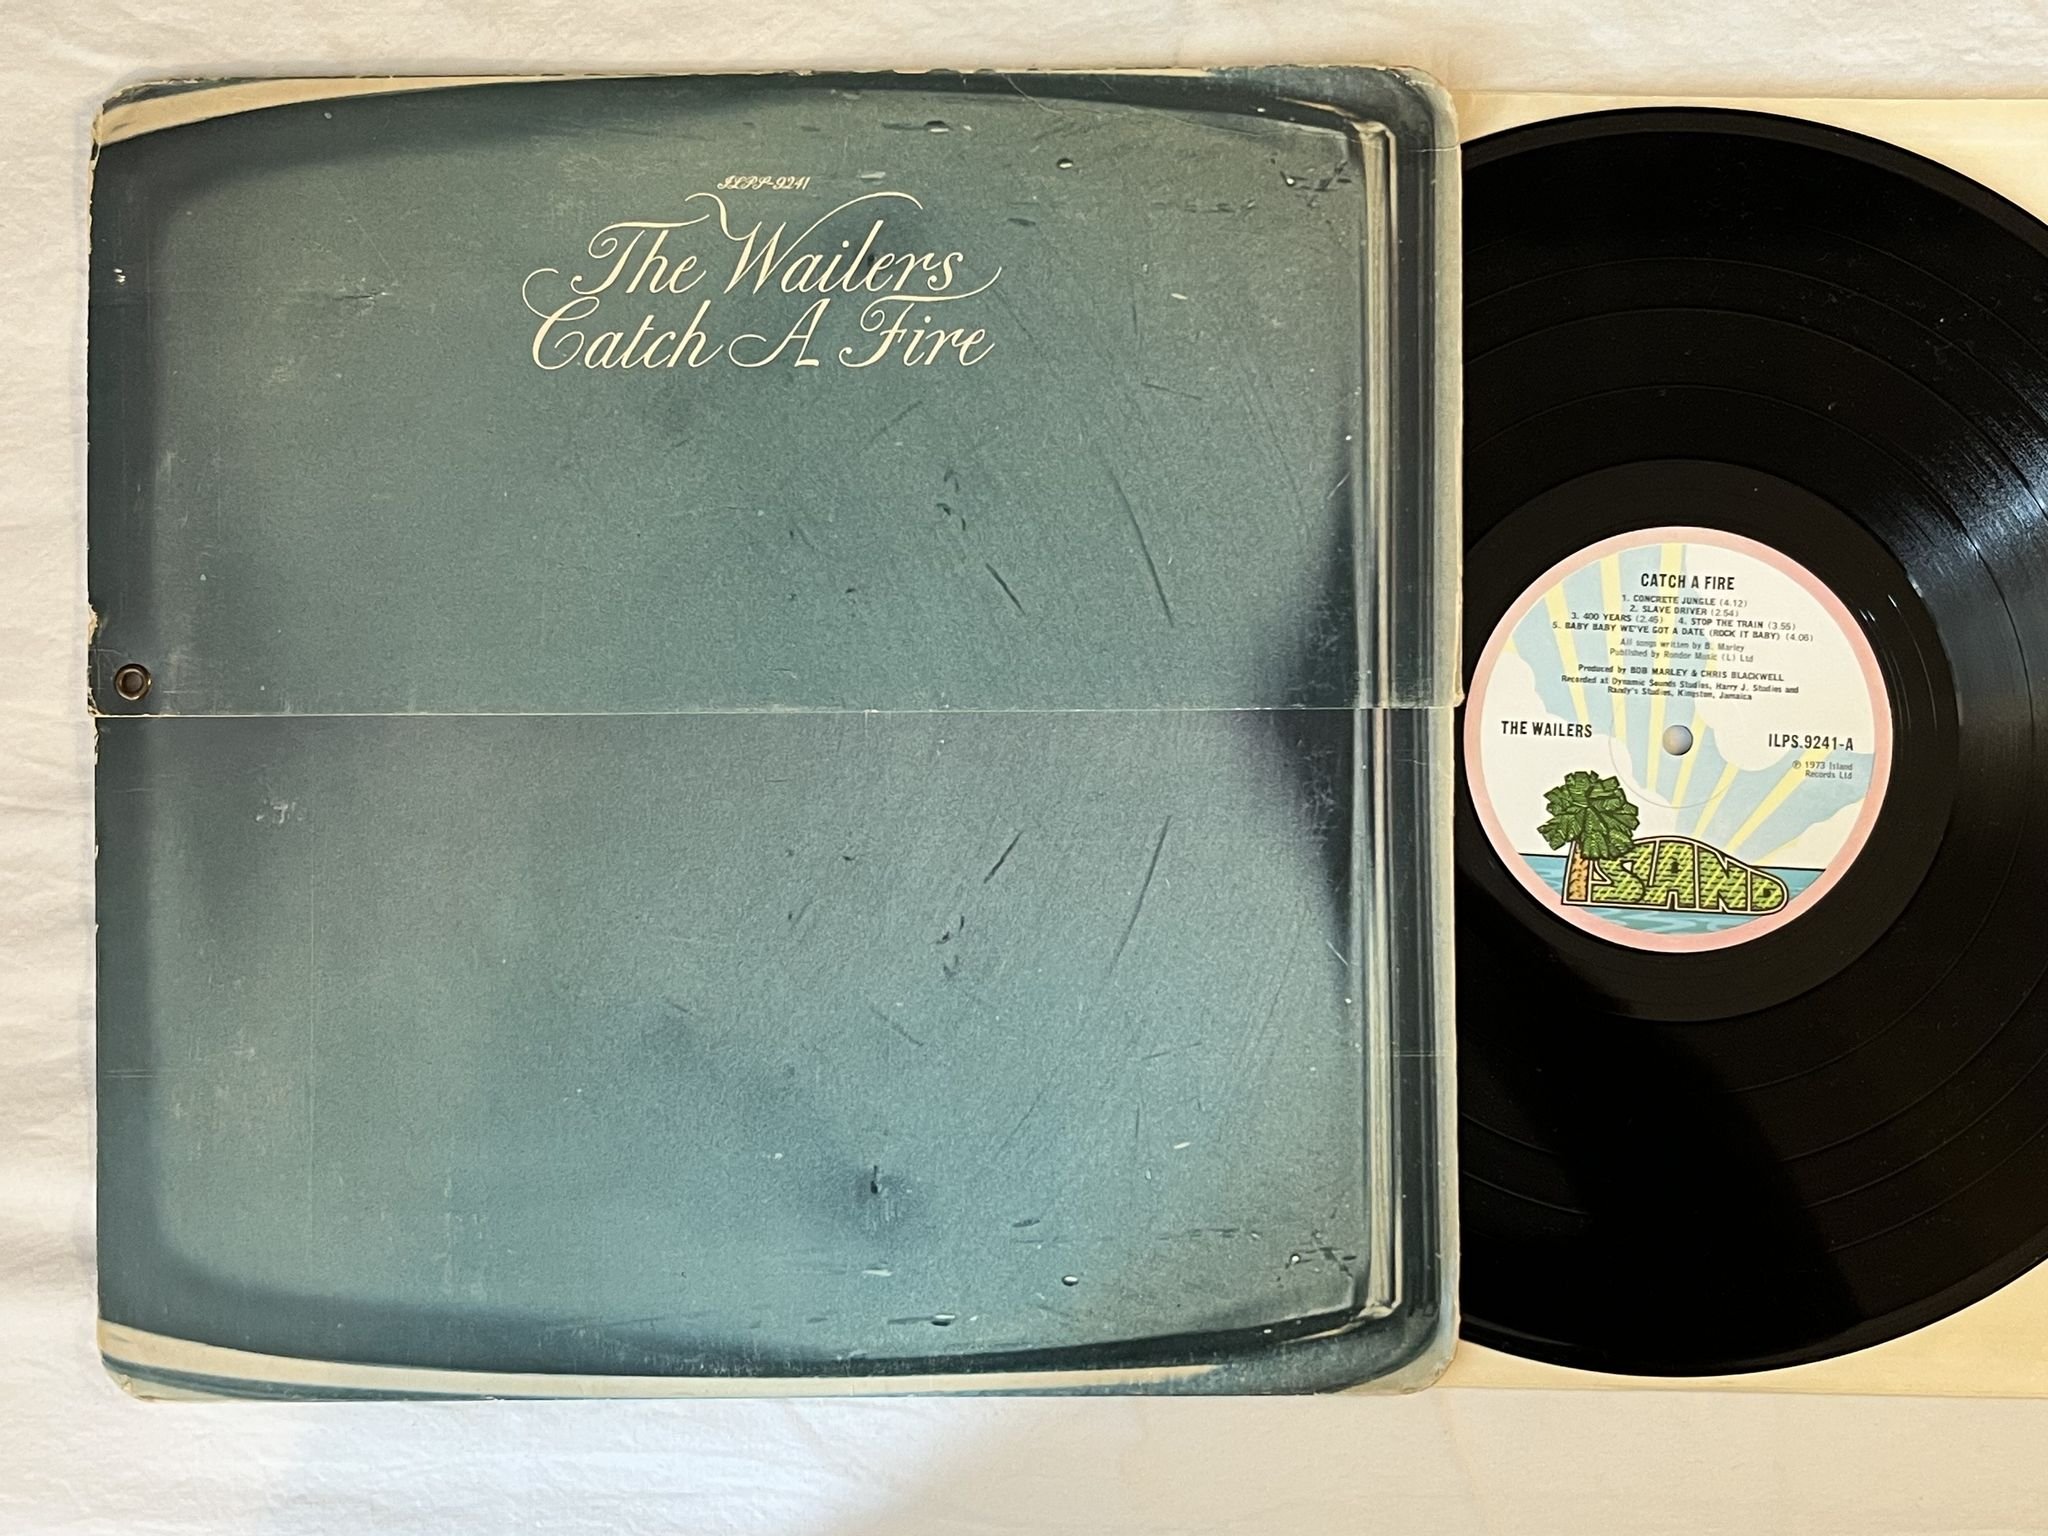 ILPS-9241
The Wailers
Catch A Fire
CATCH A FIRE
1. CONCRETE JUNGLE (4.12)
2. SLAVE DRIVER (2.54)
3. 400 YEARS (2.45) 4. STOP THE TRAIN (3.55)
5. BABY BABY WE'VE GOT A DATE (ROCK IT BABY) (4.06)
All songs written by B. Marley
Published by Rondor Music (L) Ltd
Produced by BOB MARLEY & CHRIS BLACKWELL
Recorded at Dynamic Sounds Studios, Harry J. Studios and
Randy's Studios, Kingston, Jamaica
THE WAILERS
ILPS.9241-A
℗ 1973 Island
Records Ltd
ISLAND